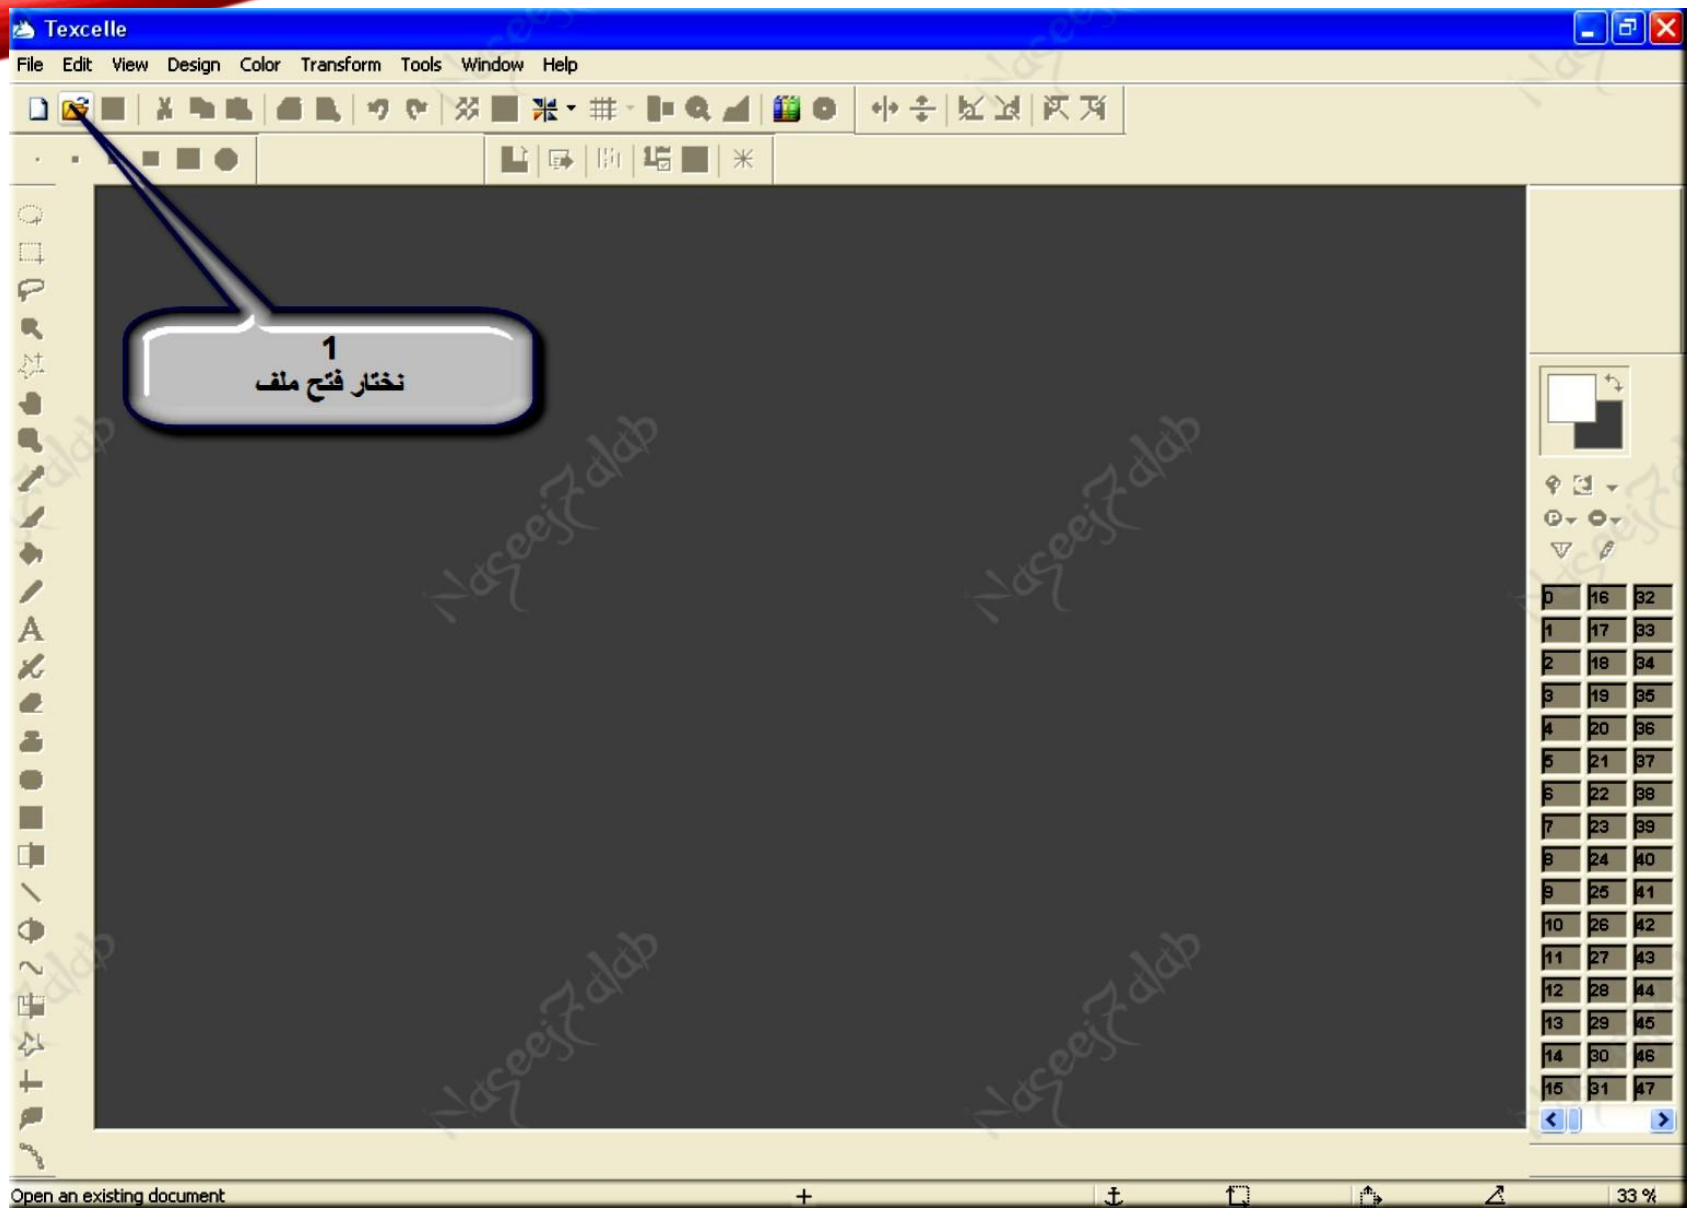 Texcelle
File Edit View Design Color Transform Tools Window Help
1
نختار فتح ملف
0 16 32
1 17 33
2 18 34
3 19 35
4 20 36
5 21 37
6 22 38
7 23 39
8 24 40
9 25 41
10 26 42
11 27 43
12 28 44
13 29 45
14 30 46
15 31 47
Open an existing document
33 %